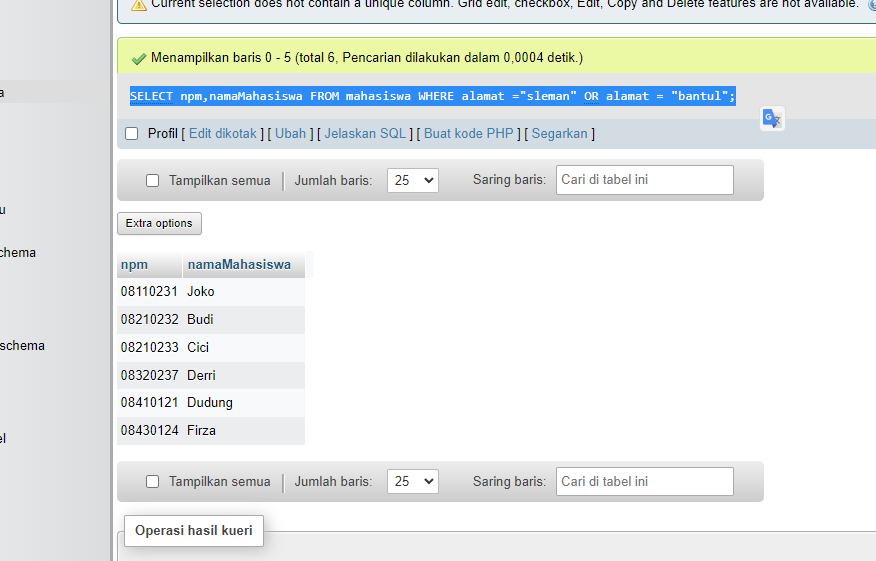 Current selection does not contain a unique column. Grid edit, checkbox, Edit, Copy and Delete features are not available.
Menampilkan baris 0 - 5 (total 6, Pencarian dilakukan dalam 0,0004 detik.)
SELECT npm,namaMahasiswa FROM mahasiswa WHERE alamat ="sleman" OR alamat = "bantul";
Profil [ Edit dikotak ] [ Ubah ] [ Jelaskan SQL ] [ Buat kode PHP ] [ Segarkan ]
Tampilkan semua | Jumlah baris: 25 Saring baris: Cari di tabel ini
Extra options
chema
npm namaMahasiswa
08110231 Joko
08210232 Budi
08210233 Cici
schema
08320237 Derri
08410121 Dudung
08430124 Firza
el
Tampilkan semua | Jumlah baris: 25 Saring baris: Cari di tabel ini
Operasi hasil kueri